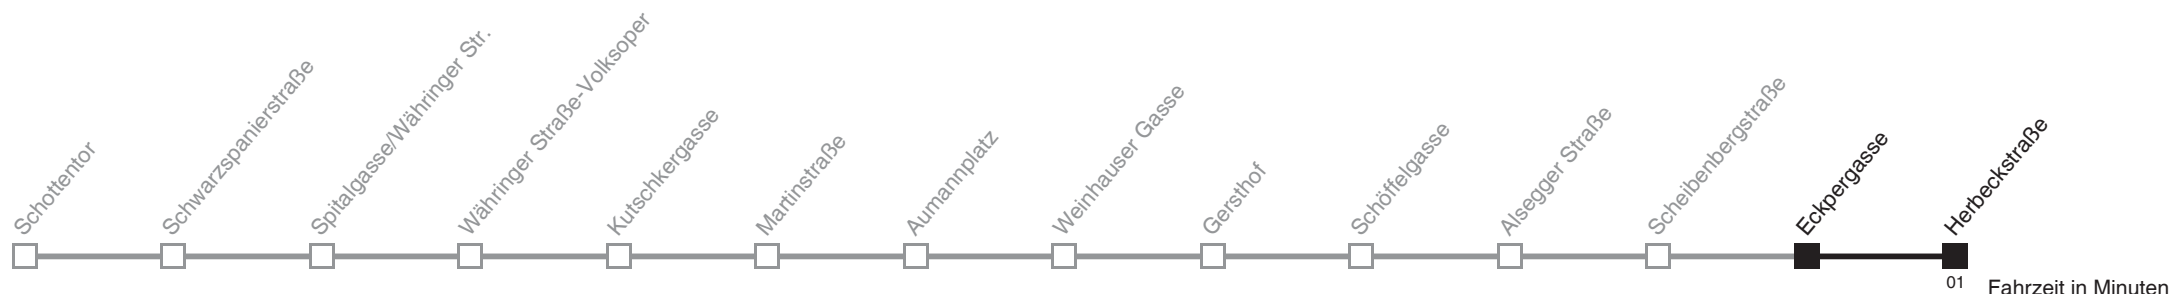 Schottentor
Schwarzspanierstraße
Spitalgasse/Währinger Str.
Währinger Straße-Volksoper
Kutschkergasse
Martinstraße
Aumannplatz
Weinhauser Gasse
Gersthof
Schöffelgasse
Alsegger Straße
Scheibenbergstraße
Eckpergasse
Herbeckstraße
01
Fahrzeit in Minuten